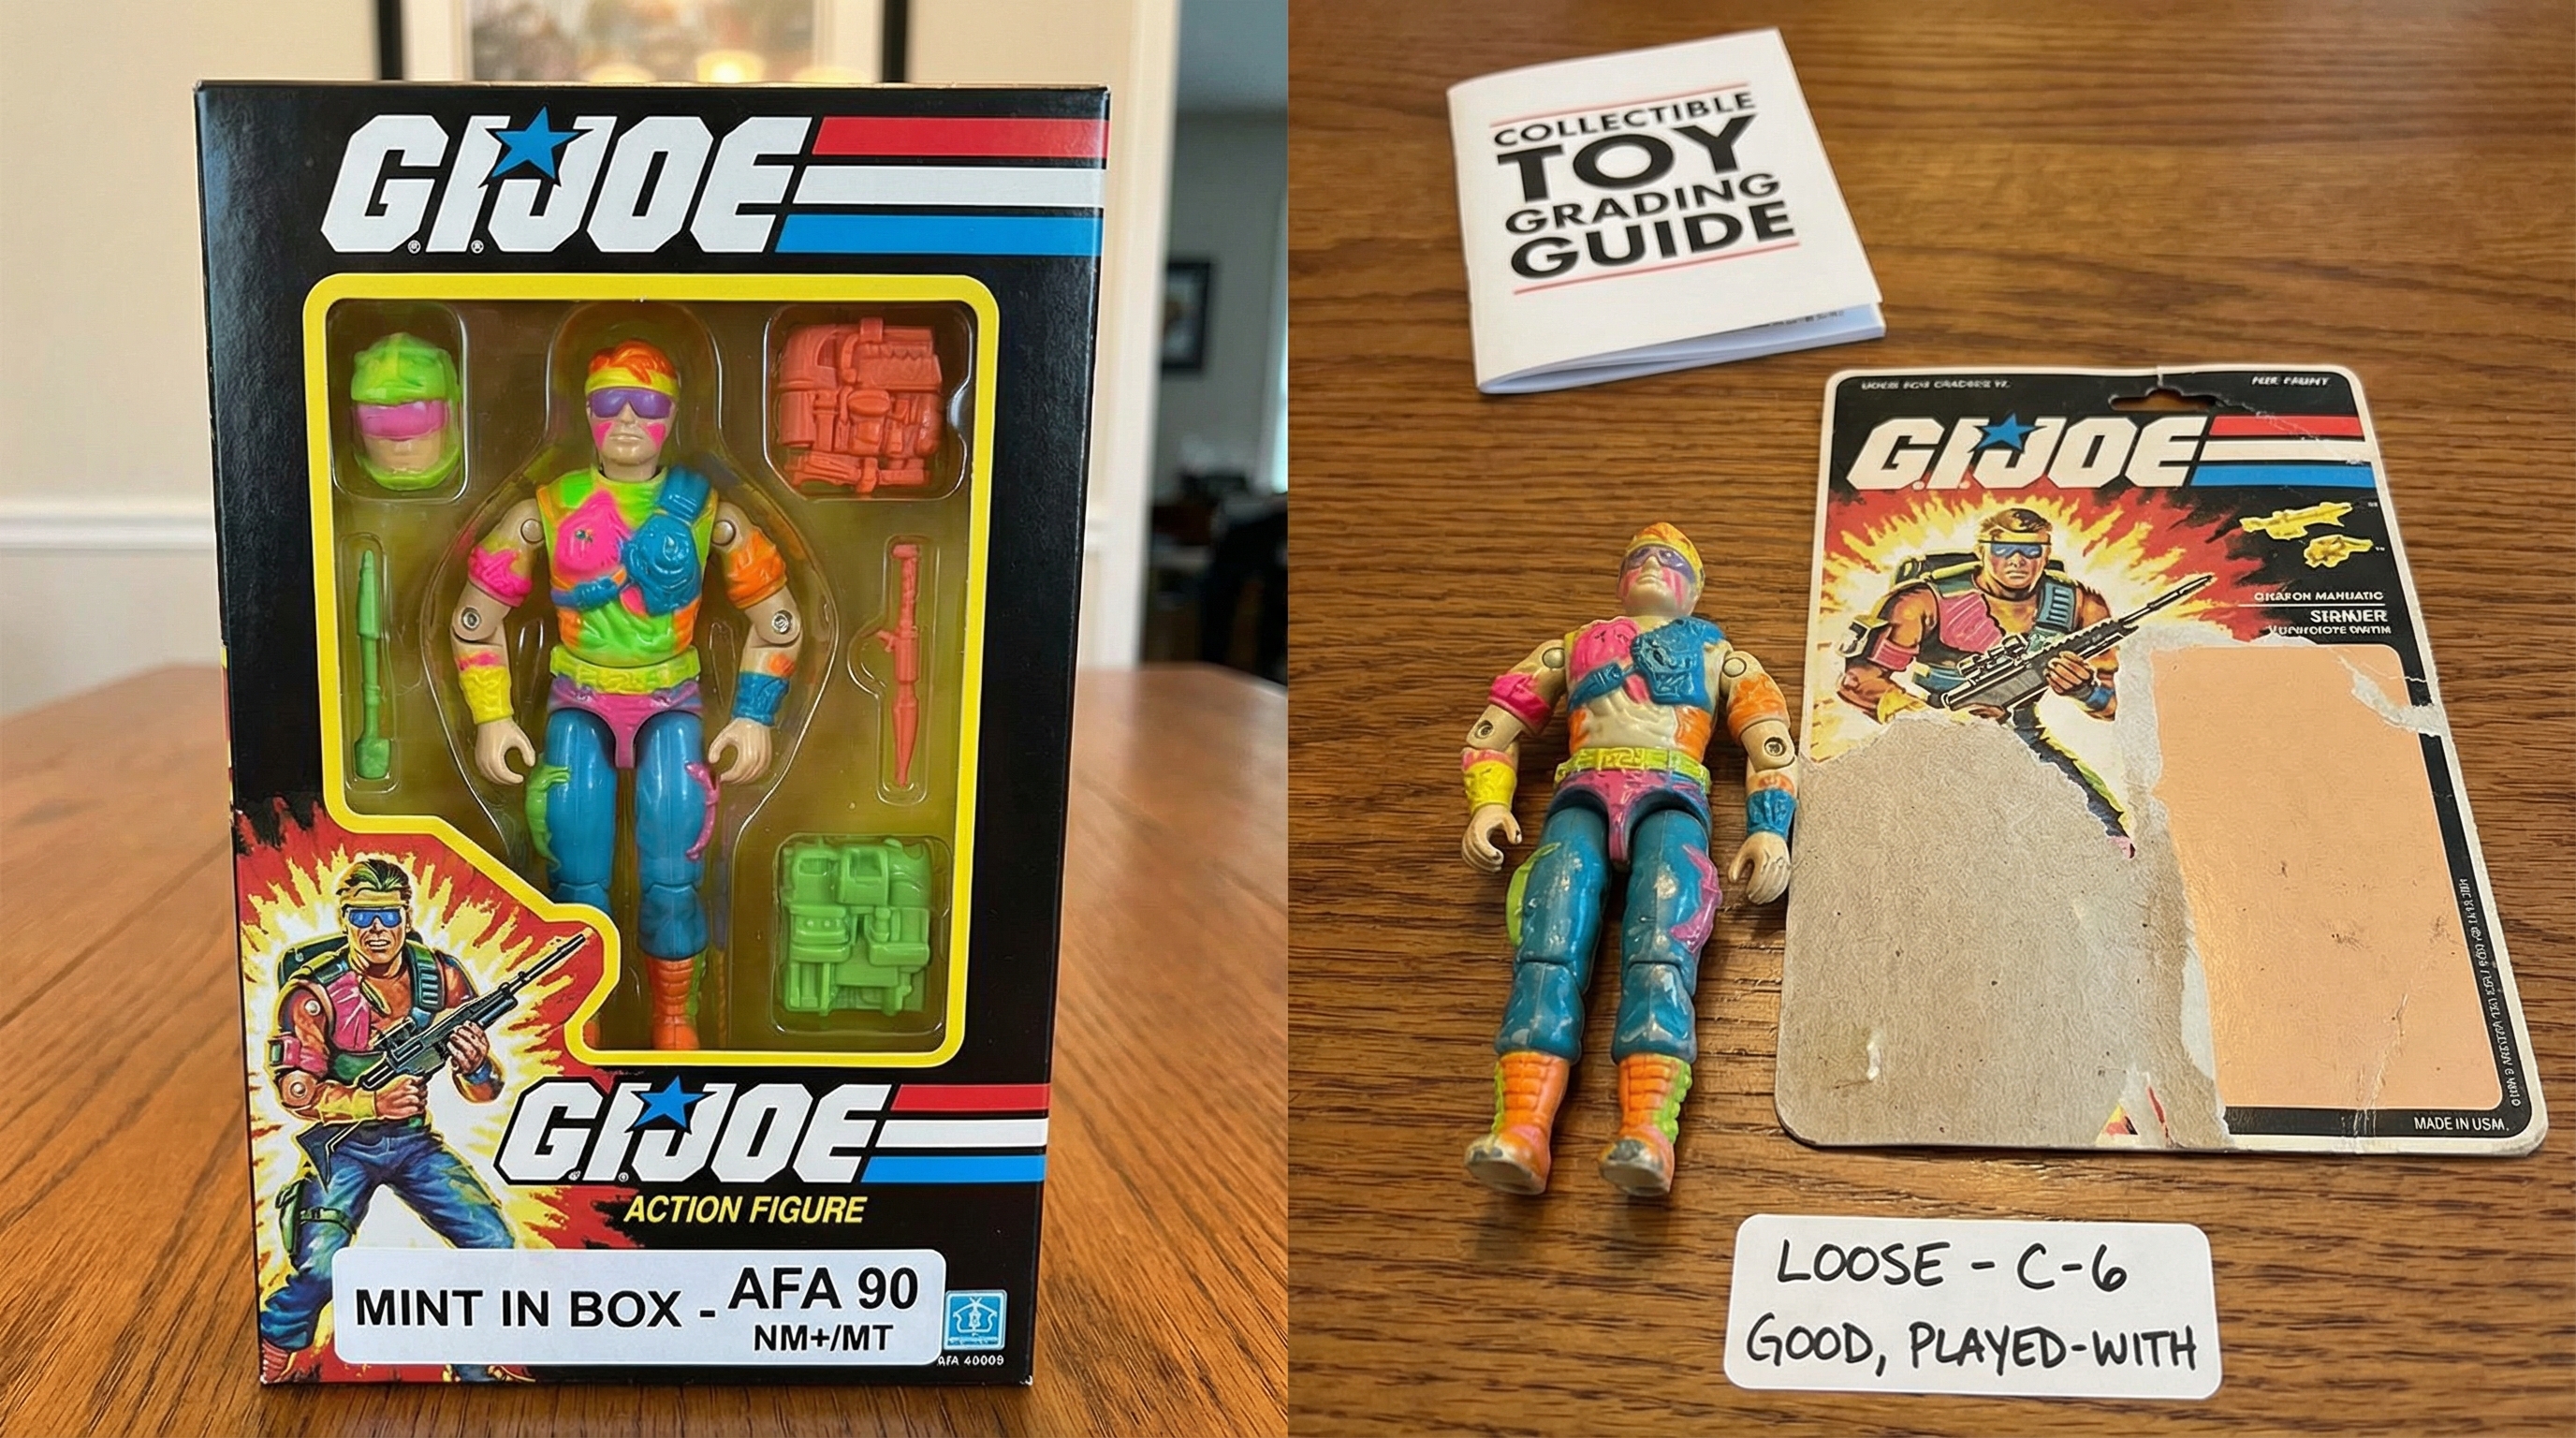 G.I.JOE
G.I.JOE
ACTION FIGURE
MINT IN BOX - AFA 90
NM+/MT
AFA 40009
COLLECTIBLE
TOY
GRADING
GUIDE
G.I.JOE
MADE IN USM.
LOOSE - C-6
GOOD, PLAYED-WITH